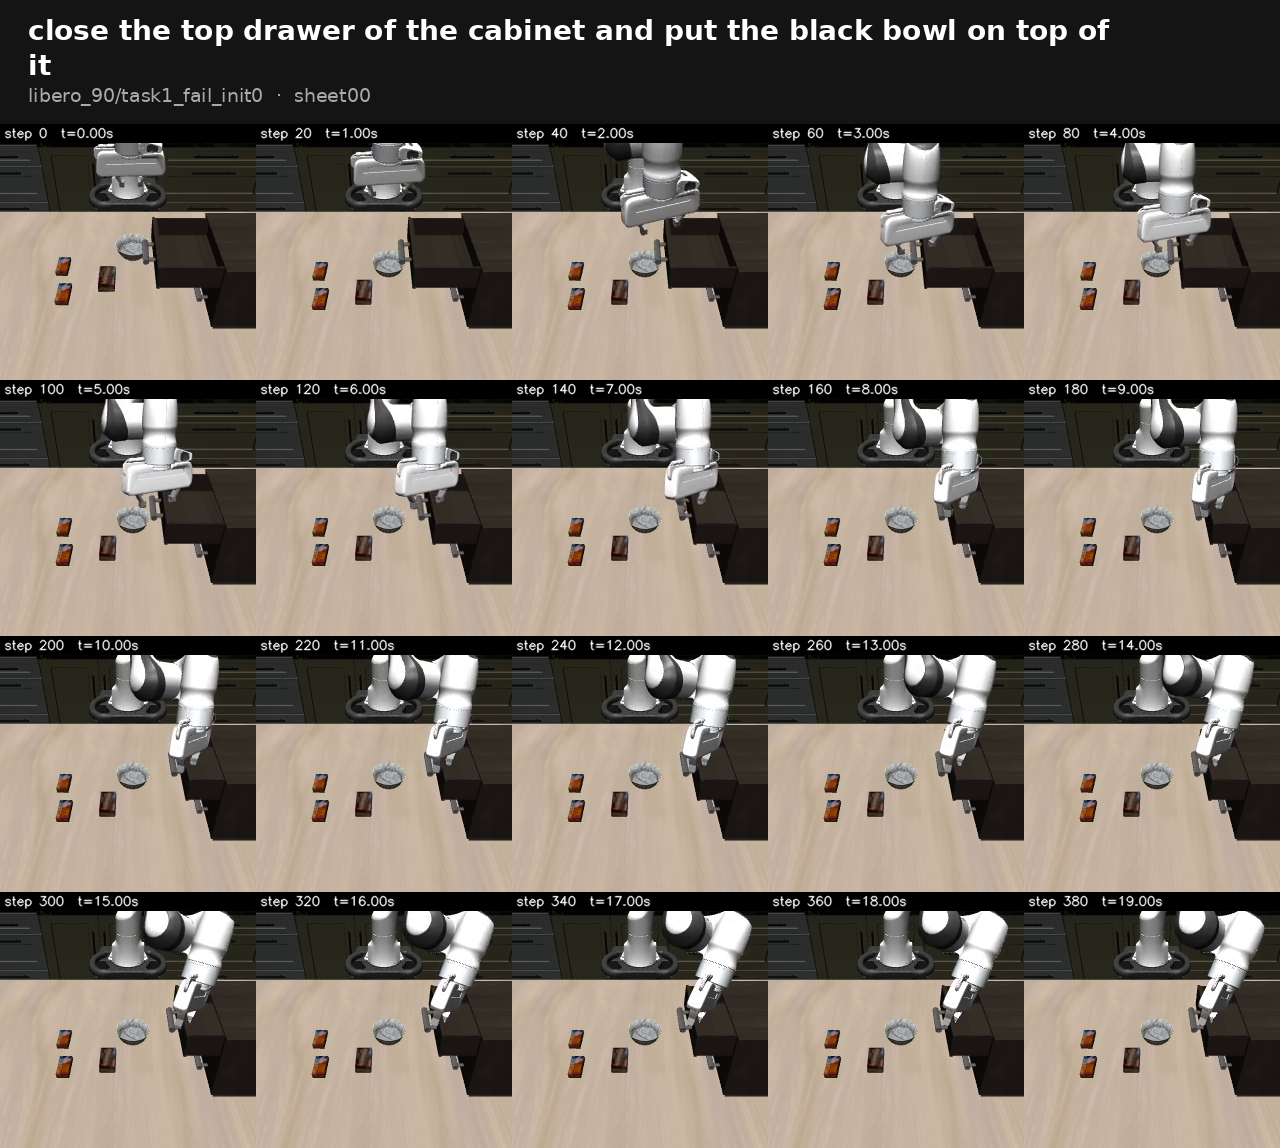 close the top drawer of the cabinet and put the black bowl on top of
it
libero_90/task1_fail_init0 · sheet00
step 0 t=0.00s
step 20 t=1.00s
step 40 t=2.00s
step 60 t=3.00s
step 80 t=4.00s
step 100 t=5.00s
step 120 t=6.00s
step 140 t=7.00s
step 160 t=8.00s
step 180 t=9.00s
step 200 t=10.00s
step 220 t=11.00s
step 240 t=12.00s
step 260 t=13.00s
step 280 t=14.00s
step 300 t=15.00s
step 320 t=16.00s
step 340 t=17.00s
step 360 t=18.00s
step 380 t=19.00s